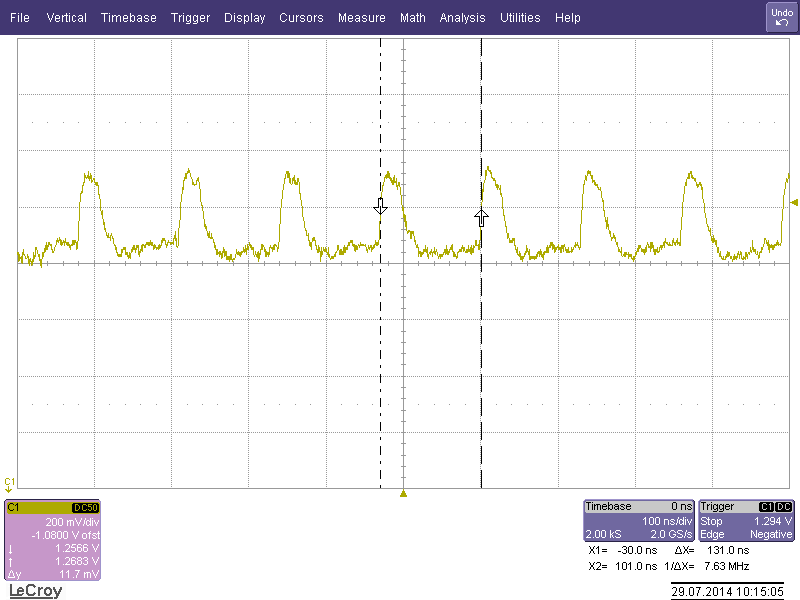 File Vertical Timebase Trigger Display Cursors Measure Math Analysis Utilities Help
Undo
C1
C1 DC50
200 mV/div
-1.0800 V ofst
↓ 1.2566 V
↑ 1.2683 V
Δy 11.7 mV
Timebase 0 ns
100 ns/div
2.00 kS 2.0 GS/s
Trigger C1 DC
Stop 1.294 V
Edge Negative
X1= -30.0 ns ΔX= 131.0 ns
X2= 101.0 ns 1/ΔX= 7.63 MHz
LeCroy
29.07.2014 10:15:05